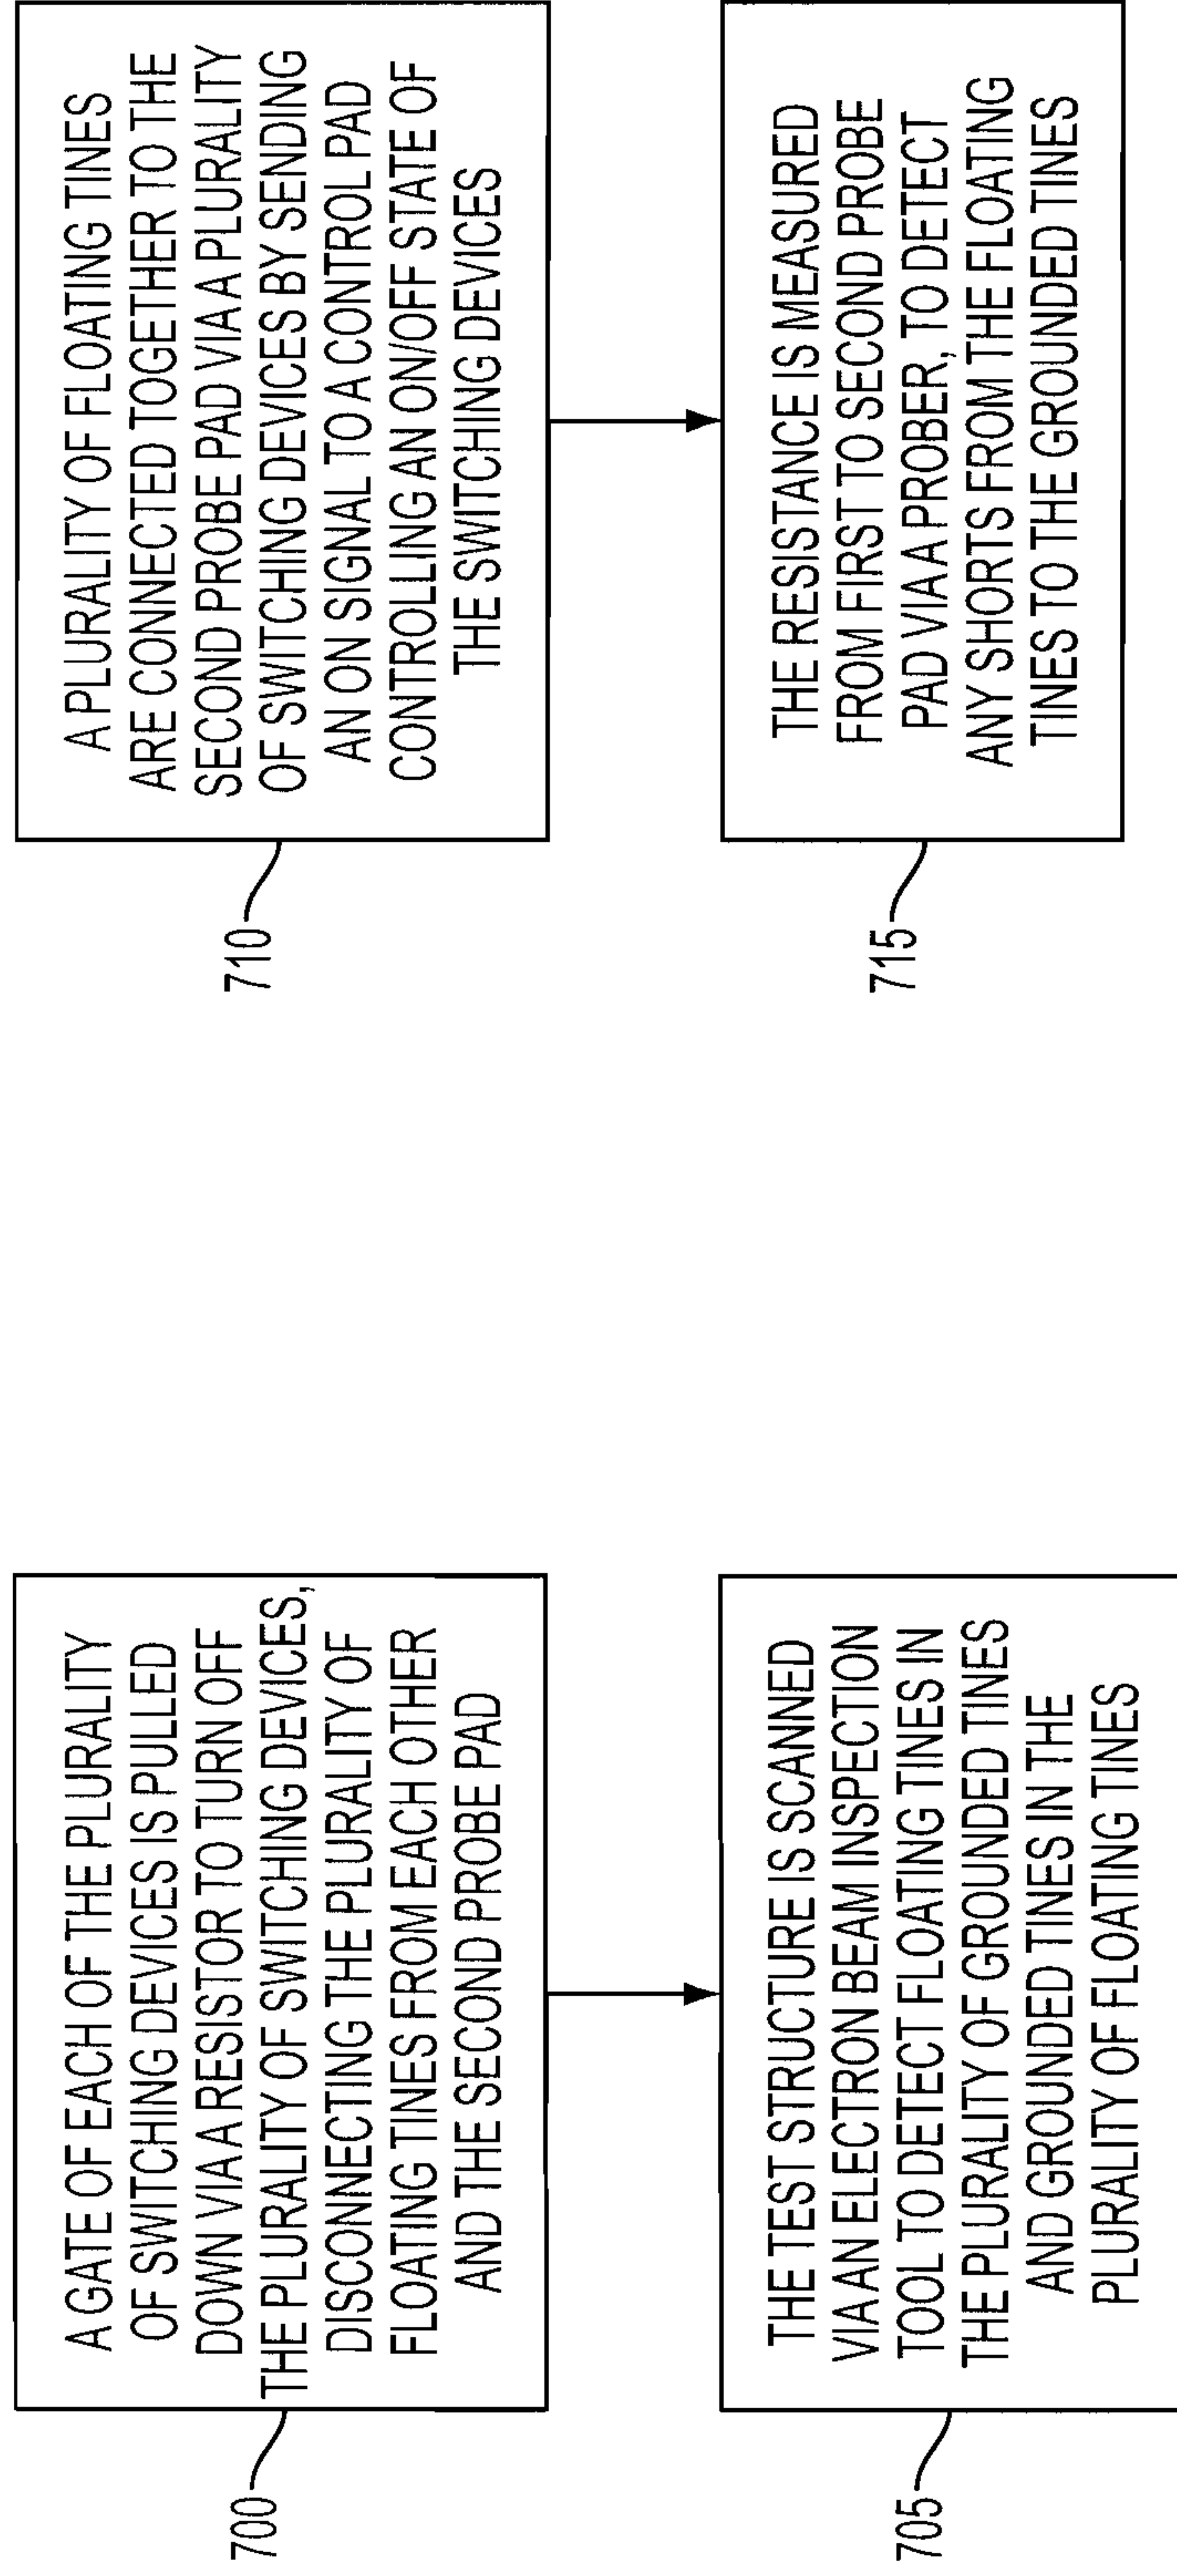 700
A GATE OF EACH OF THE PLURALITY
OF SWITCHING DEVICES IS PULLED
DOWN VIA A RESISTOR TO TURN OFF
THE PLURALITY OF SWITCHING DEVICES,
DISCONNECTING THE PLURALITY OF
FLOATING TINES FROM EACH OTHER
AND THE SECOND PROBE PAD
705
THE TEST STRUCTURE IS SCANNED
VIA AN ELECTRON BEAM INSPECTION
TOOL TO DETECT FLOATING TINES IN
THE PLURALITY OF GROUNDED TINES
AND GROUNDED TINES IN THE
PLURALITY OF FLOATING TINES
710
A PLURALITY OF FLOATING TINES
ARE CONNECTED TOGETHER TO THE
SECOND PROBE PAD VIA A PLURALITY
OF SWITCHING DEVICES BY SENDING
AN ON SIGNAL TO A CONTROL PAD
CONTROLLING AN ON/OFF STATE OF
THE SWITCHING DEVICES
715
THE RESISTANCE IS MEASURED
FROM FIRST TO SECOND PROBE
PAD VIA A PROBER, TO DETECT
ANY SHORTS FROM THE FLOATING
TINES TO THE GROUNDED TINES